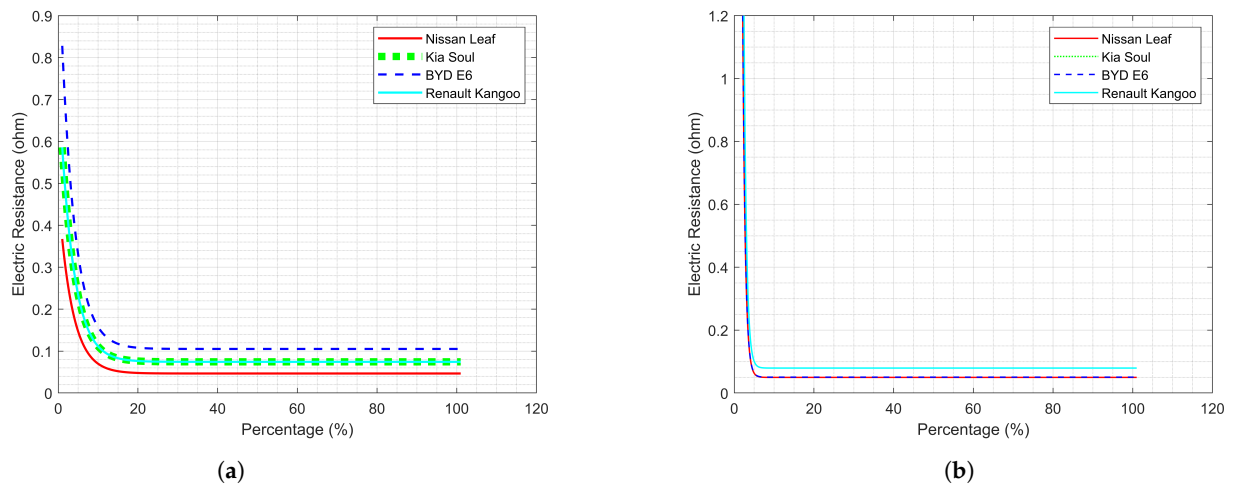 0.9
0.8
0.7
0.6
0.5
0.4
0.3
0.2
0.1
0
Electric Resistance (ohm)
0 20 40 60 80 100 120
Percentage (%)
Nissan Leaf
Kia Soul
BYD E6
Renault Kangoo
(a)
1.2
1
0.8
0.6
0.4
0.2
0
Electric Resistance (ohm)
0 20 40 60 80 100 120
Percentage (%)
Nissan Leaf
Kia Soul
BYD E6
Renault Kangoo
(b)